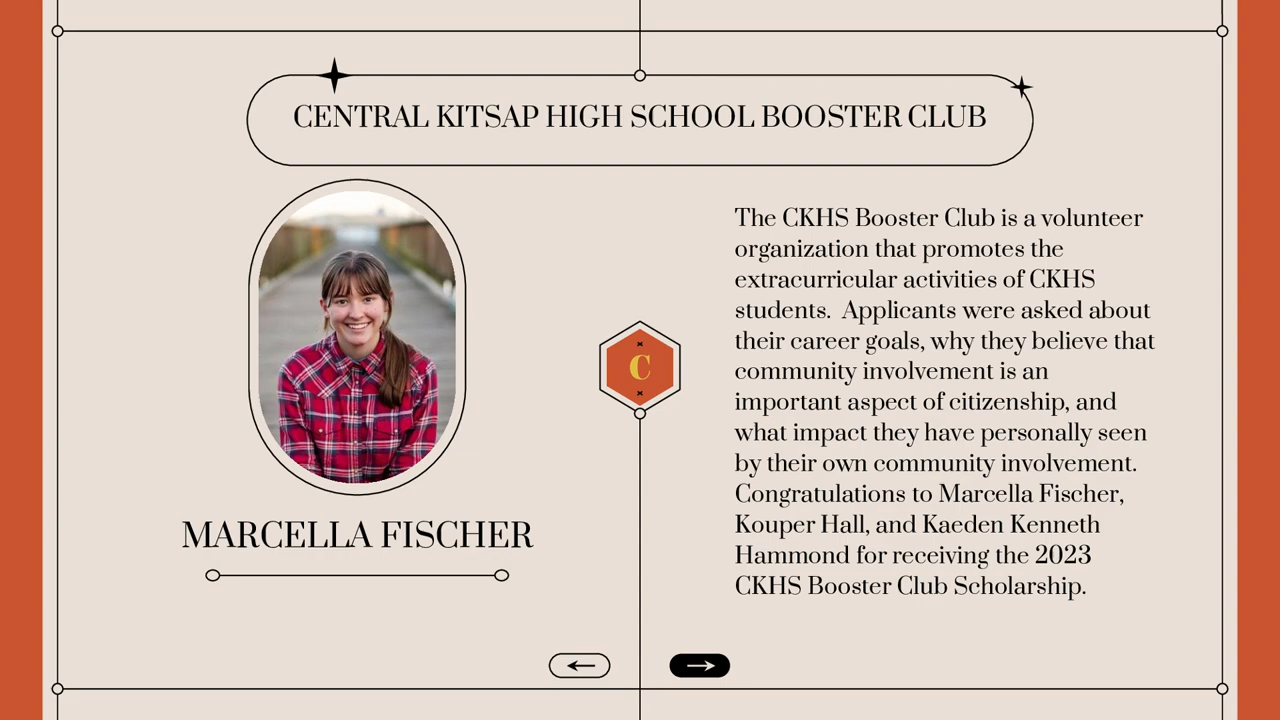 CENTRAL KITSAP HIGH SCHOOL BOOSTER CLUB
MARCELLA FISCHER
C
The CKHS Booster Club is a volunteer
organization that promotes the
extracurricular activities of CKHS
students.  Applicants were asked about
their career goals, why they believe that
community involvement is an
important aspect of citizenship, and
what impact they have personally seen
by their own community involvement.
Congratulations to Marcella Fischer,
Kouper Hall, and Kaeden Kenneth
Hammond for receiving the 2023
CKHS Booster Club Scholarship.